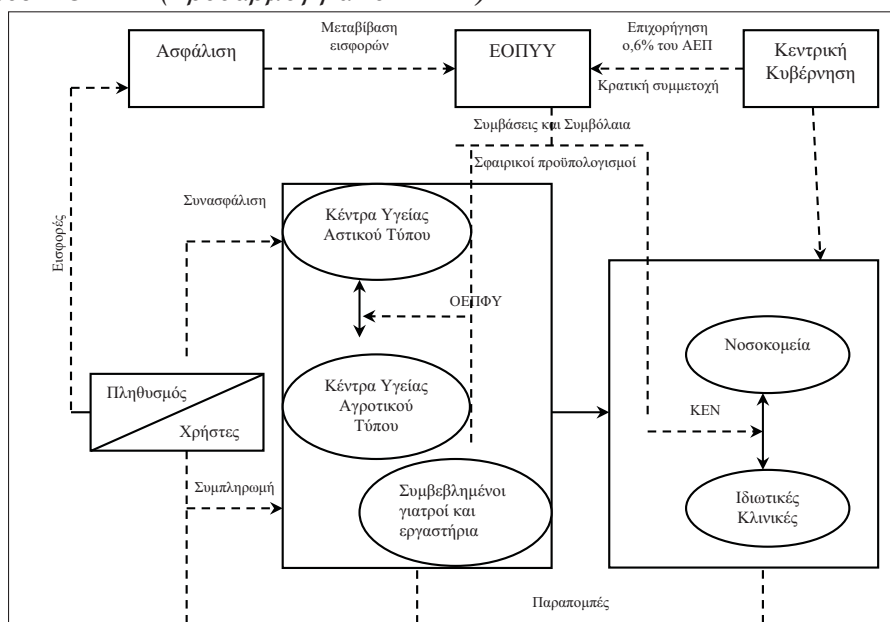 Ασφάλιση
Μεταβίβαση
εισφορών
ΕΟΠΥΥ
Επιχορήγηση
0,6% του ΑΕΠ
Κρατική συμμετοχή
Κεντρική
Κυβέρνηση
Συμβάσεις και Συμβόλαια
Σφαιρικοί προϋπολογισμοί
Εισφορές
Συνασφάλιση
Κέντρα Υγείας
Αστικού Τύπου
ΟΕΠΦΥ
Νοσοκομεία
Πληθυσμός
Χρήστες
Κέντρα Υγείας
Αγροτικού
Τύπου
ΚΕΝ
Συμπληρωμή
Συμβεβλημένοι
γιατροί και
εργαστήρια
Ιδιωτικές
Κλινικές
Παραπομπές